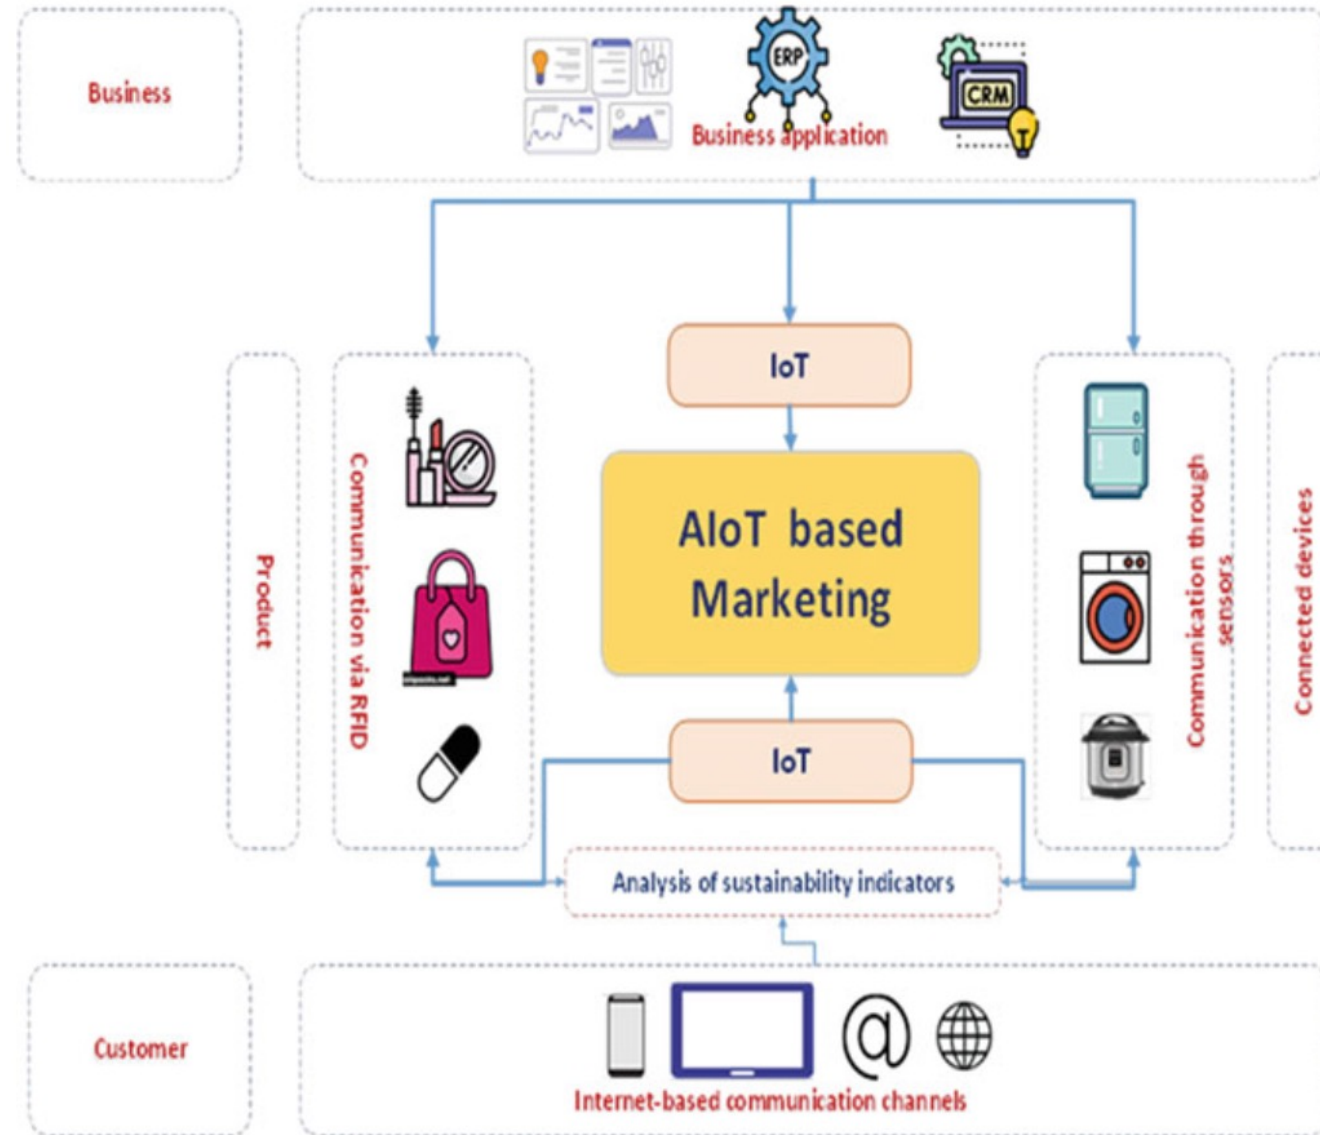 Business
ERP
CRM
Business application
IoT
AIoT based
Marketing
Product
Communication via RFID
Communication through
sensors
Connected devices
IoT
Analysis of sustainability indicators
Customer
@
Internet-based communication channels